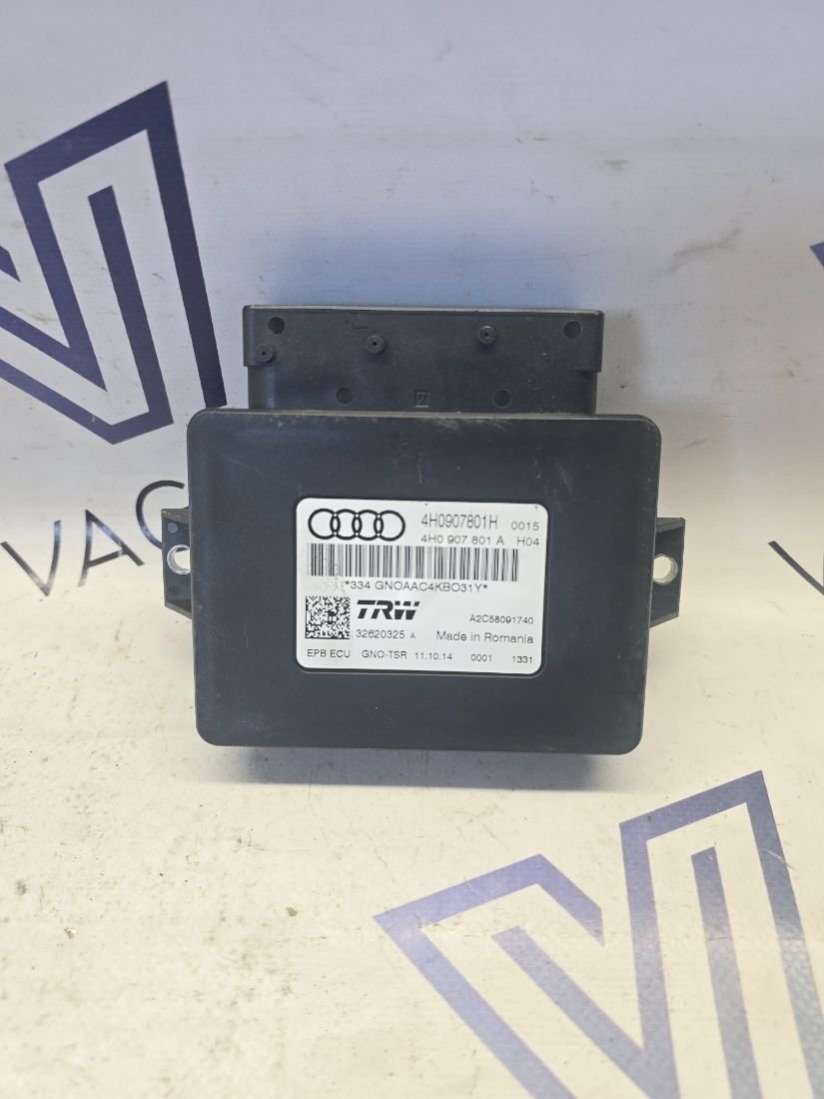 4H0907801H 0015
4H0 907 801 A H04
*334 GNOAAC4KBO31Y*
TRW A2C58091740
32620325 A Made in Romania
EPB ECU GNO-TSR 11.10.14 0001 1331
VAG